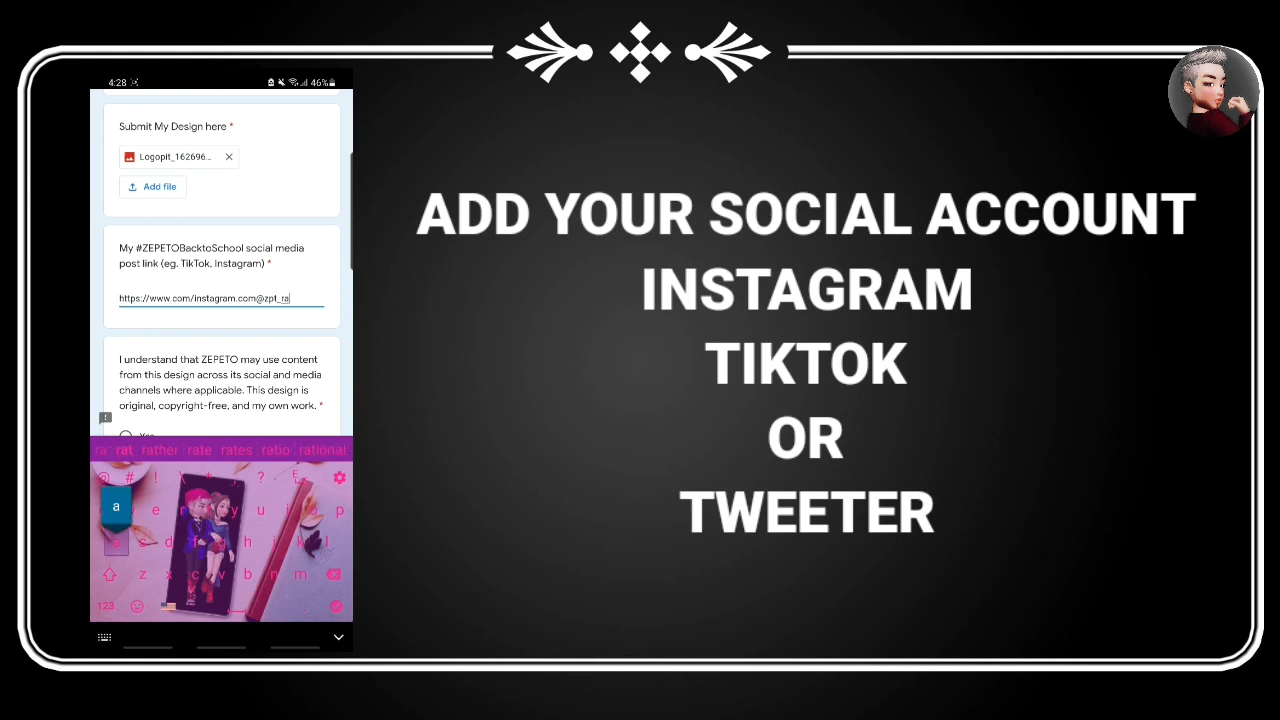 4:28
46%
Submit My Design here *
Logopit_162696...
Add file
My #ZEPETOBacktoSchool social media
post link (eg. TikTok, Instagram) *
https://www.com/instagram.com@zpt_ra
I understand that ZEPETO may use content
from this design across its social and media
channels where applicable. This design is
original, copyright-free, and my own work. *
ra rat rather rate rates ratio rational
@ # ! ?
a
e r y u i o p
a s d f g h j k l
z x c v b n m
123
ADD YOUR SOCIAL ACCOUNT
INSTAGRAM
TIKTOK
OR
TWEETER